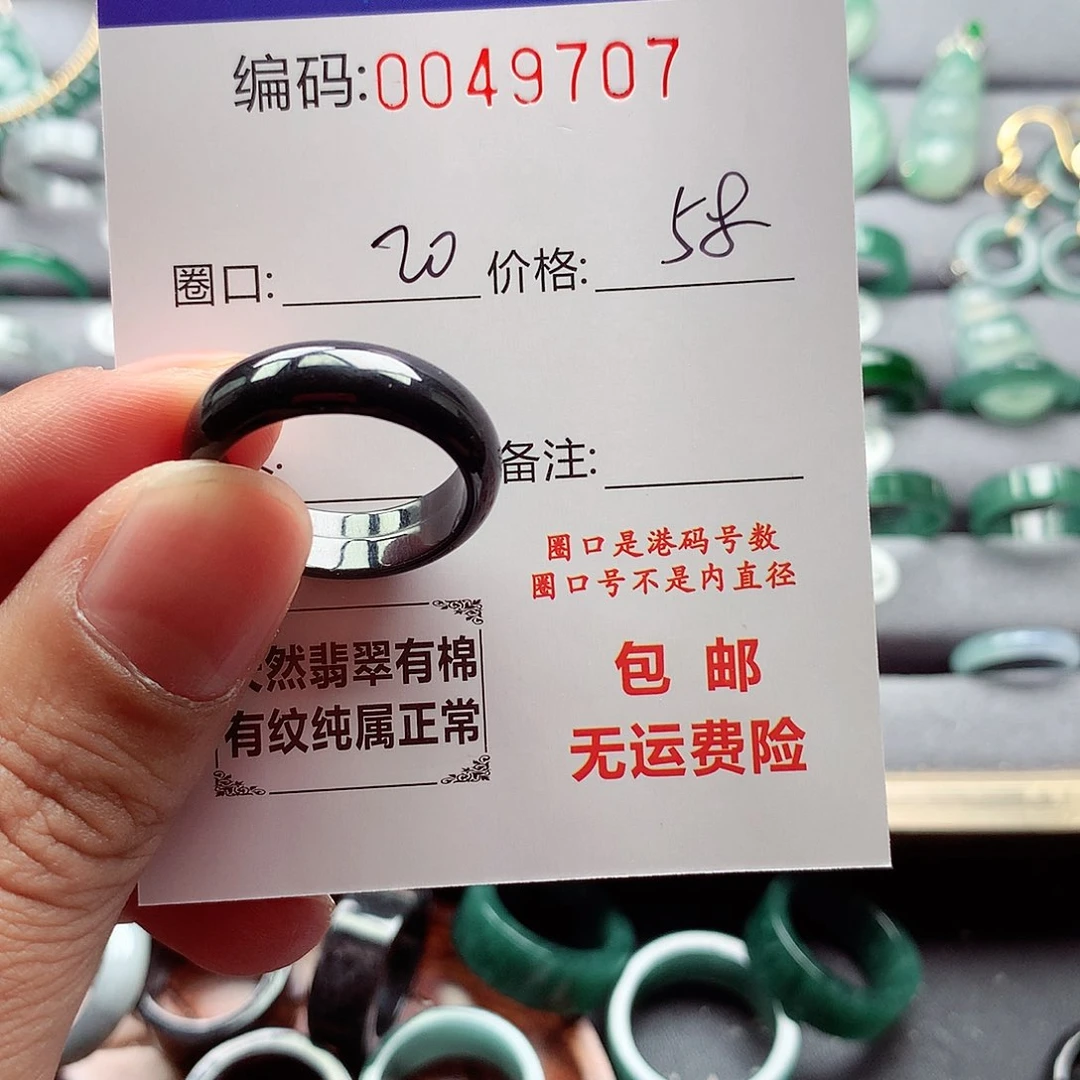 编码:0049707
圈口: 20 价格: 58
备注:
圈口是港码号数
圈口号不是内直径
然翡翠有棉
有纹纯属正常
包 邮
无运费险